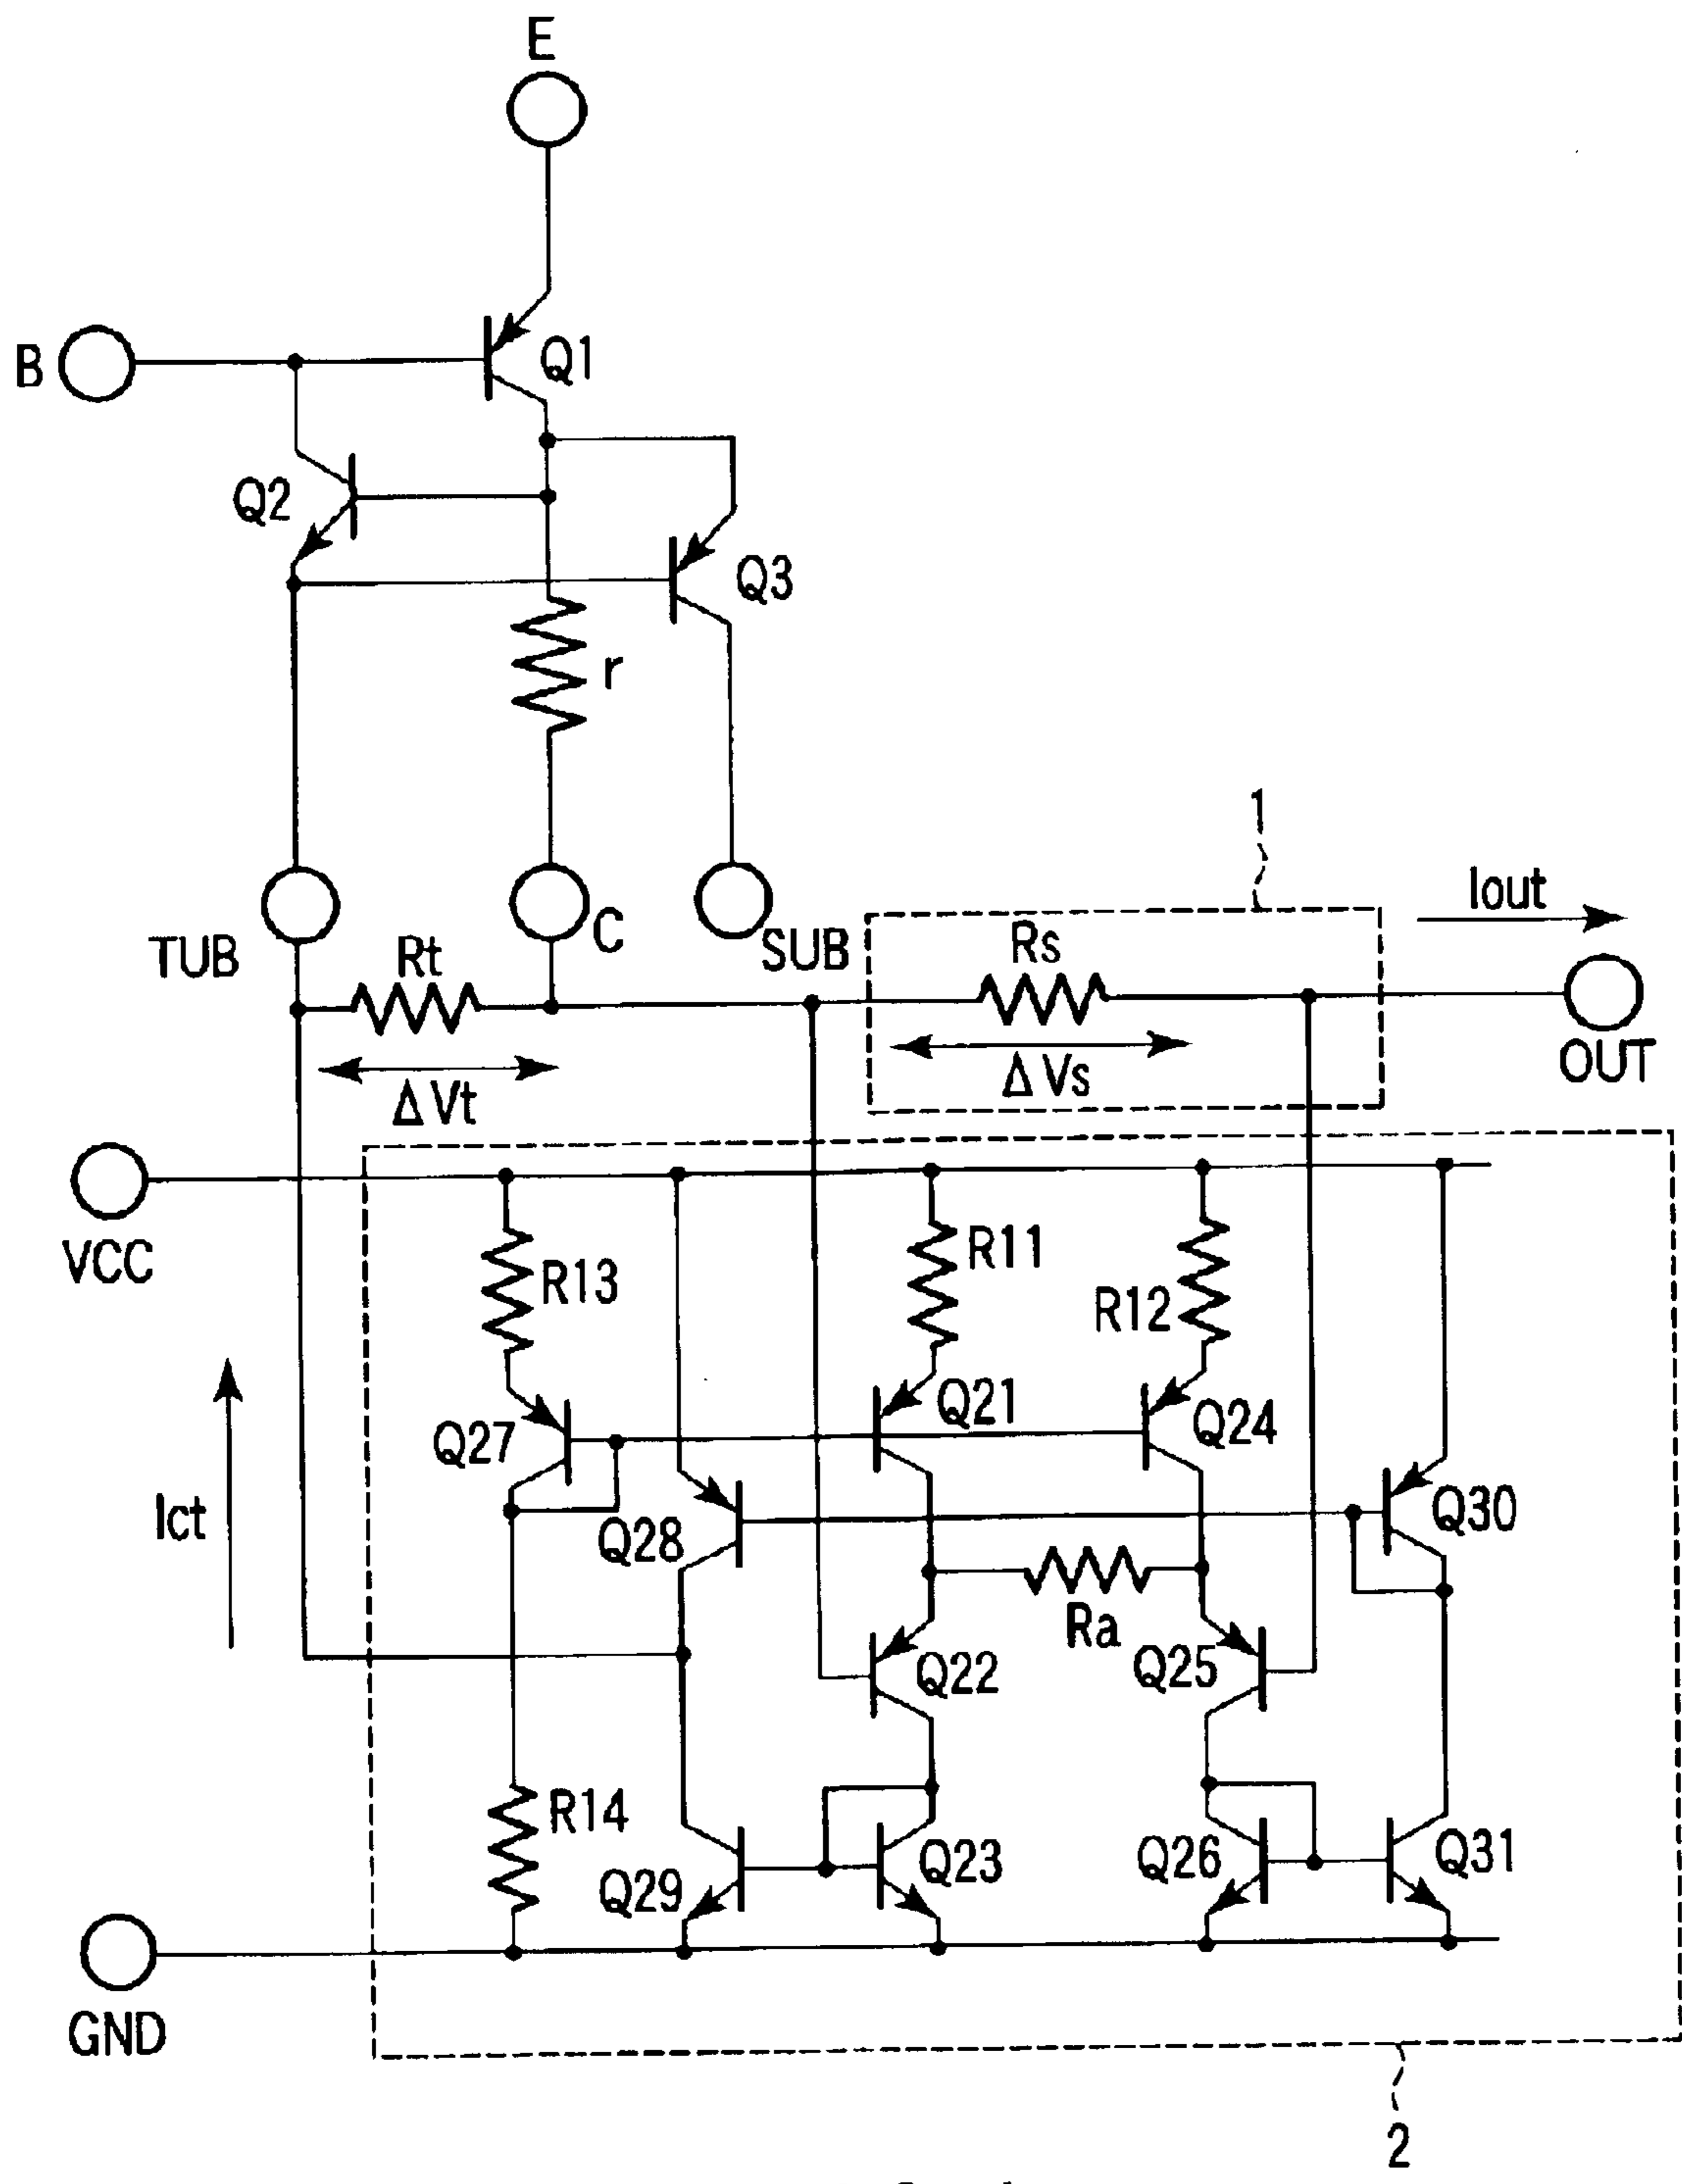 E
B
Q1
Q2
Q3
r
1
Iout
TUB
Rt
C
SUB
Rs
OUT
ΔVt
ΔVs
VCC
R13
R11
R12
Q27
Q21
Q24
Ict
Q28
Q30
Ra
Q22
Q25
R14
Q29
Q23
Q26
Q31
GND
2